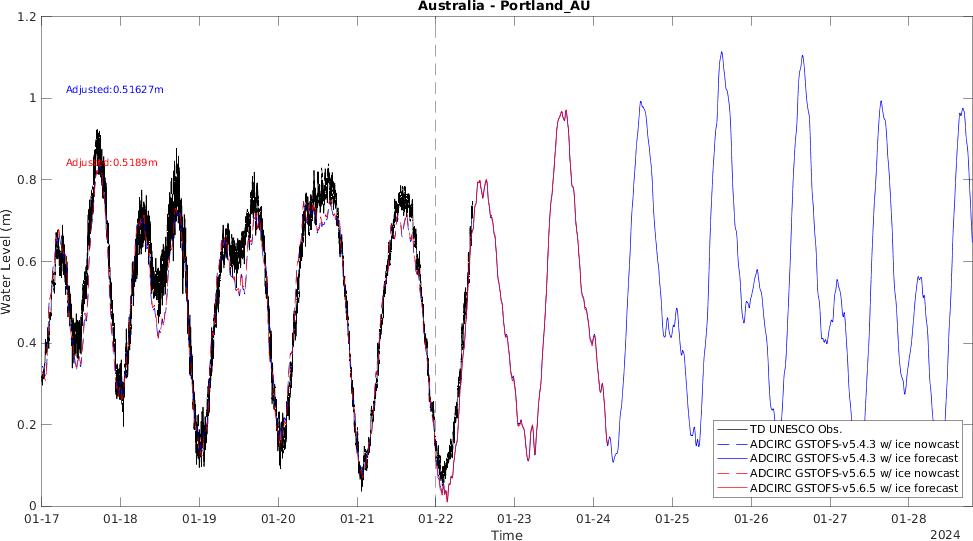 Australia - Portland_AU
1.2
1
0.8
0.6
0.4
0.2
0
Water Level (m)
Adjusted:0.51627m
Adjusted:0.5189m
TD UNESCO Obs.
ADCIRC GSTOFS-v5.4.3 w/ ice nowcast
ADCIRC GSTOFS-v5.4.3 w/ ice forecast
ADCIRC GSTOFS-v5.6.5 w/ ice nowcast
ADCIRC GSTOFS-v5.6.5 w/ ice forecast
01-17 01-18 01-19 01-20 01-21 01-22 01-23 01-24 01-25 01-26 01-27 01-28
Time
2024